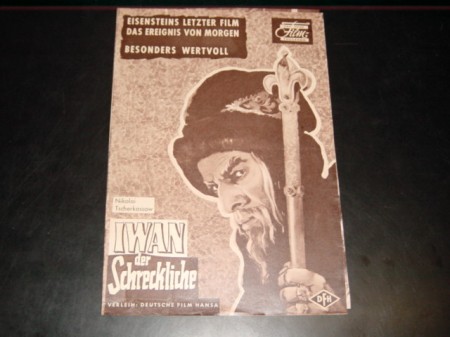 EISENSTEINS LETZTER FILM
DAS EREIGNIS VON MORGEN
BESONDERS WERTVOLL
Film
Nikolai
Tscherkassow
IWAN
der
Schreckliche
VERLEIH: DEUTSCHE FILM HANSA
DFH